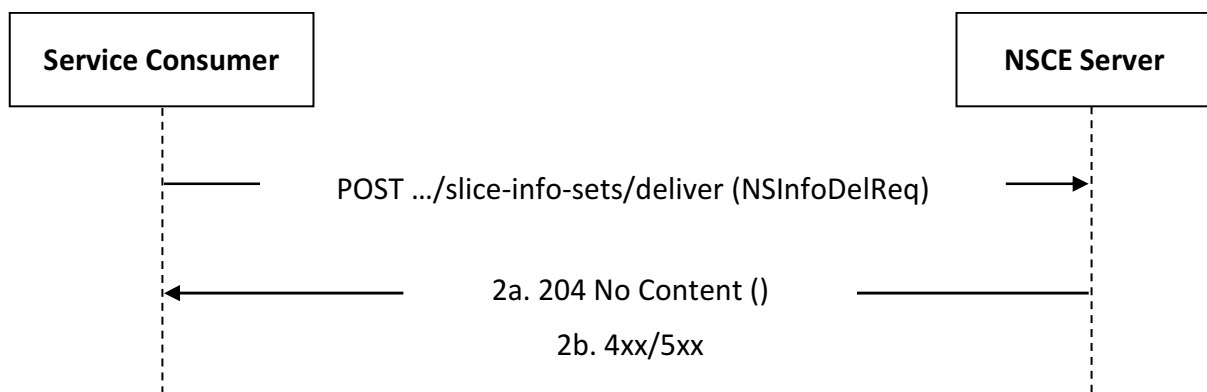 Service Consumer
NSCE Server
POST …/slice-info-sets/deliver (NSInfoDelReq)
2a. 204 No Content ()
2b. 4xx/5xx